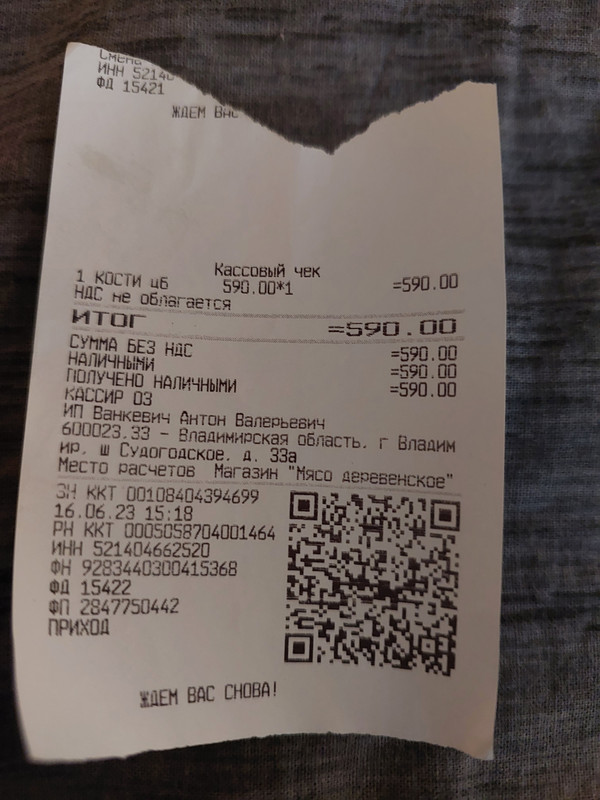 Смена
ИНН 52140
ФД 15421
ЖДЕМ ВАС
Кассовый чек
1 КОСТИ цб 590.00*1 =590.00
НДС не облагается
ИТОГ =590.00
СУММА БЕЗ НДС =590.00
НАЛИЧНЫМИ =590.00
ПОЛУЧЕНО НАЛИЧНЫМИ =590.00
КАССИР 03
ИП Ванкевич Антон Валерьевич
600023.33 - Владимирская область. г Владим
ир. ш Судогодское. д. 33а
Место расчетов Магазин "Мясо деревенское"
ЗН ККТ 00108404394699
16.06.23 15:18
РН ККТ 0005058704001464
ИНН 521404662520
ФН 9283440300415368
ФД 15422
ФП 2847750442
ПРИХОД
ЖДЕМ ВАС СНОВА!